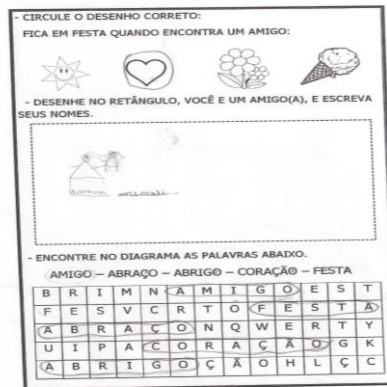 - CIRCULE O DESENHO CORRETO:
FICA EM FESTA QUANDO ENCONTRA UM AMIGO:
- DESENHE NO RETÂNGULO, VOCÊ E UM AMIGO(A), E ESCREVA
SEUS NOMES.
- ENCONTRE NO DIAGRAMA AS PALAVRAS ABAIXO.
AMIGO – ABRAÇO – ABRIGO – CORAÇÃO – FESTA
B R I M N A M I G O E S T
F E S V C R T O F E S T A
A B R A Ç O N Q W E R T Y
U I P A C O R A Ç Ã O G K
A B R I G O Ç Ã O H L Ç C